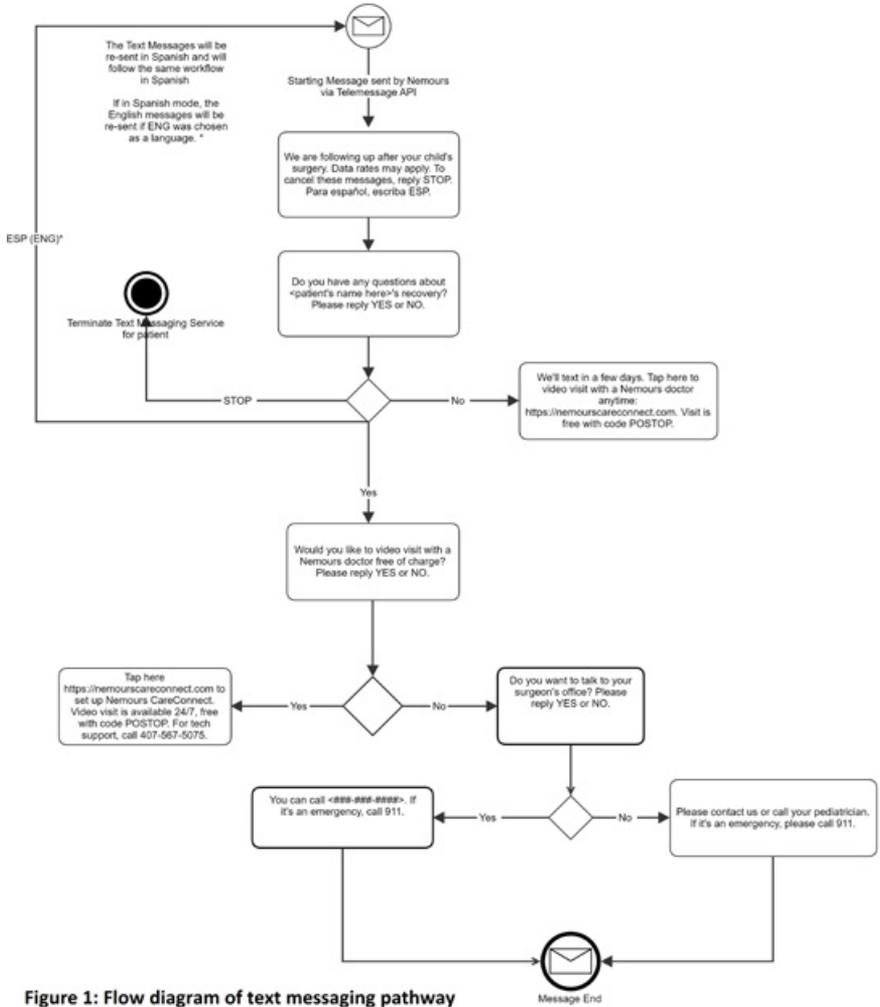 The Text Messages will be
re-sent in Spanish and will
follow the same workflow
in Spanish
If in Spanish mode, the
English messages will be
re-sent if ENG was chosen
as a language. *
Starting Message sent by Nemours
via Telemessage API
We are following up after your child's
surgery. Data rates may apply. To
cancel these messages, reply STOP.
Para español, escriba ESP.
ESP (ENG)*
Do you have any questions about
<patient's name here>'s recovery?
Please reply YES or NO.
Terminate Text Messaging Service
for patient
STOP
No
We'll text in a few days. Tap here to
video visit with a Nemours doctor
anytime:
https://nemourscareconnect.com. Visit is
free with code POSTOP.
Yes
Would you like to video visit with a
Nemours doctor free of charge?
Please reply YES or NO.
Tap here
https://nemourscareconnect.com to
set up Nemours CareConnect.
Video visit is available 24/7, free
with code POSTOP. For tech
support, call 407-567-5075.
Yes
No
Do you want to talk to your
surgeon's office? Please
reply YES or NO.
You can call <###-###-####>. If
it's an emergency, call 911.
Yes
No
Please contact us or call your pediatrician.
If it's an emergency, please call 911.
Message End
Figure 1: Flow diagram of text messaging pathway